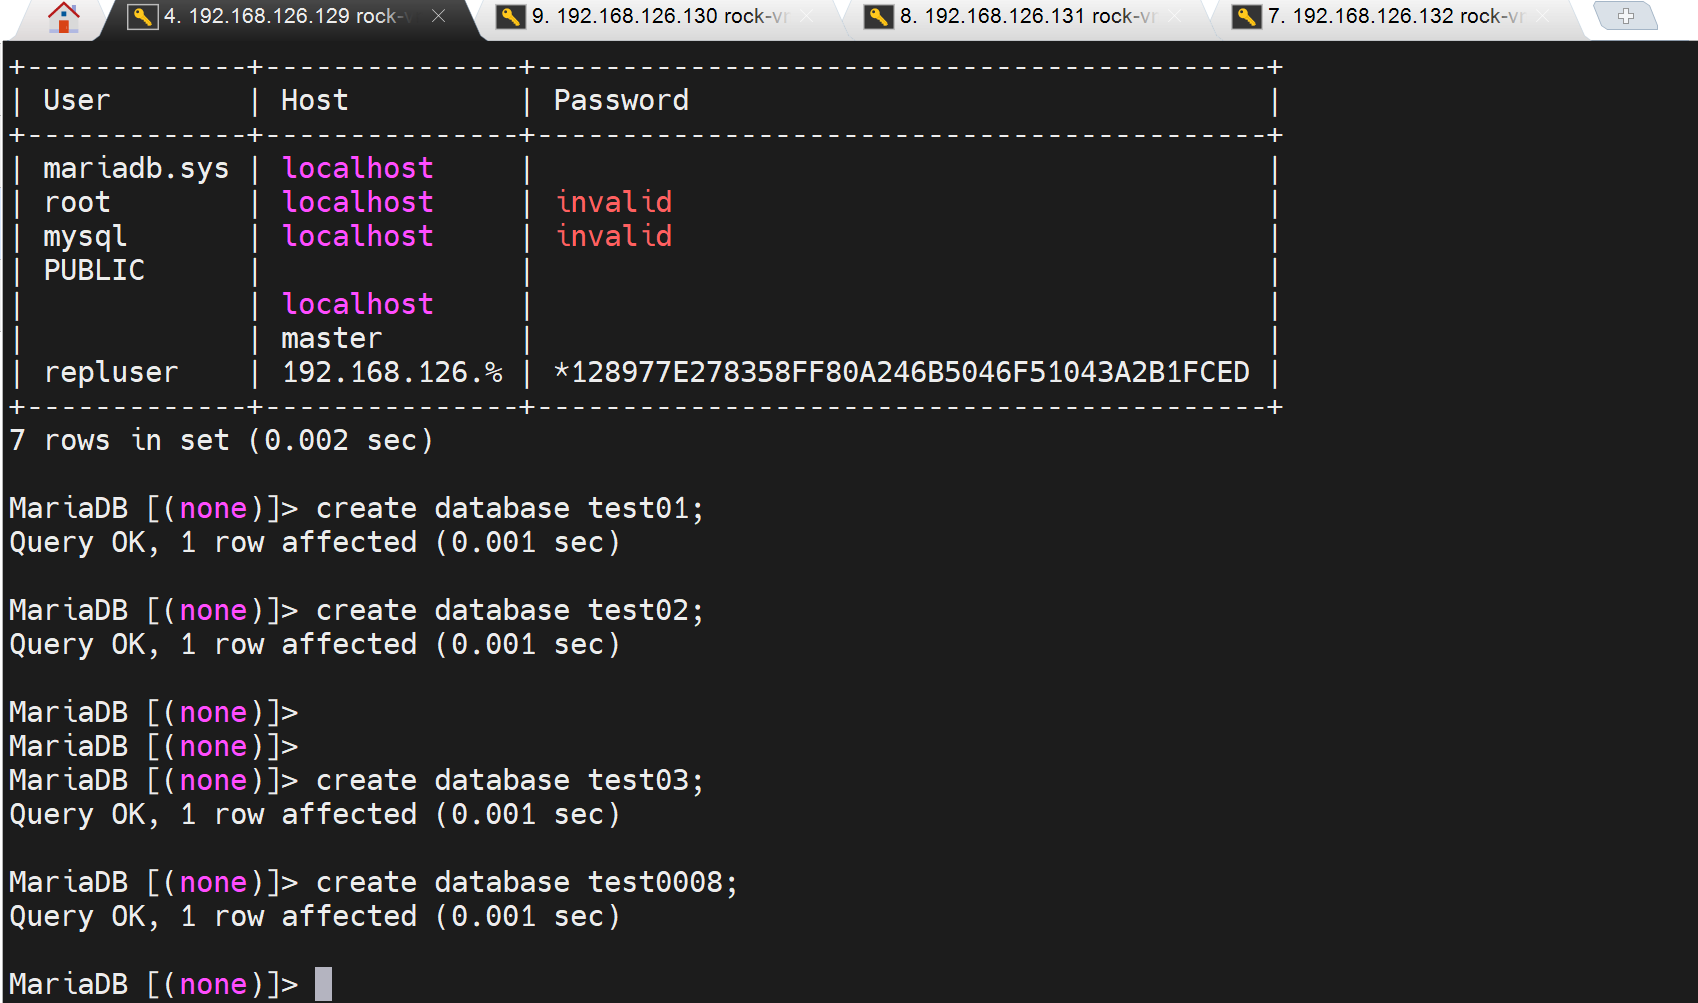 4. 192.168.126.129 rock-v
9. 192.168.126.130 rock-vr
8. 192.168.126.131 rock-vr
7. 192.168.126.132 rock-vr
+-------------+---------------+-------------------------------------------+
| User        | Host          | Password                                  |
+-------------+---------------+-------------------------------------------+
| mariadb.sys | localhost     |                                           |
| root        | localhost     | invalid                                   |
| mysql       | localhost     | invalid                                   |
| PUBLIC      |               |                                           |
|             | localhost     |                                           |
|             | master        |                                           |
| repluser    | 192.168.126.% | *128977E278358FF80A246B5046F51043A2B1FCED |
+-------------+---------------+-------------------------------------------+
7 rows in set (0.002 sec)
MariaDB [(none)]> create database test01;
Query OK, 1 row affected (0.001 sec)
MariaDB [(none)]> create database test02;
Query OK, 1 row affected (0.001 sec)
MariaDB [(none)]>
MariaDB [(none)]>
MariaDB [(none)]> create database test03;
Query OK, 1 row affected (0.001 sec)
MariaDB [(none)]> create database test0008;
Query OK, 1 row affected (0.001 sec)
MariaDB [(none)]>